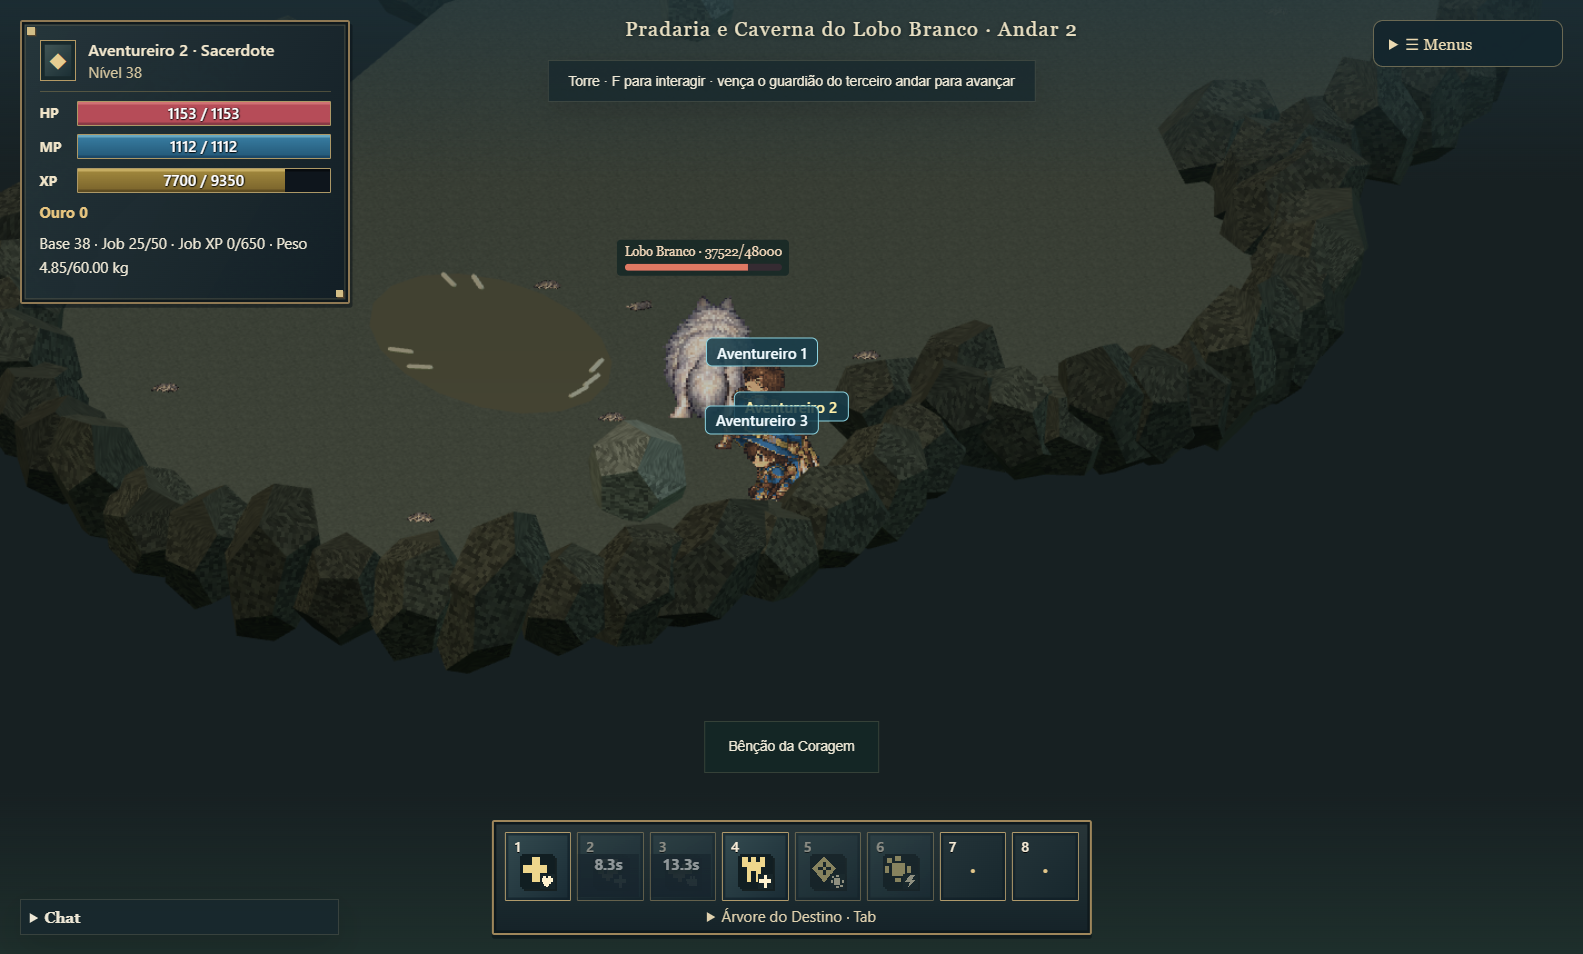 Aventureiro 2 · Sacerdote
Nível 38
HP 1153 / 1153
MP 1112 / 1112
XP 7700 / 9350
Ouro 0
Base 38 · Job 25/50 · Job XP 0/650 · Peso
4.85/60.00 kg
Pradaria e Caverna do Lobo Branco · Andar 2
Torre · F para interagir · vença o guardião do terceiro andar para avançar
▶ ☰ Menus
Lobo Branco · 37522/48000
Aventureiro 1
Aventureiro 2
Aventureiro 3
Bênção da Coragem
1 2 3 4 5 6 7 8
8.3s 13.3s
▶ Árvore do Destino · Tab
▶ Chat